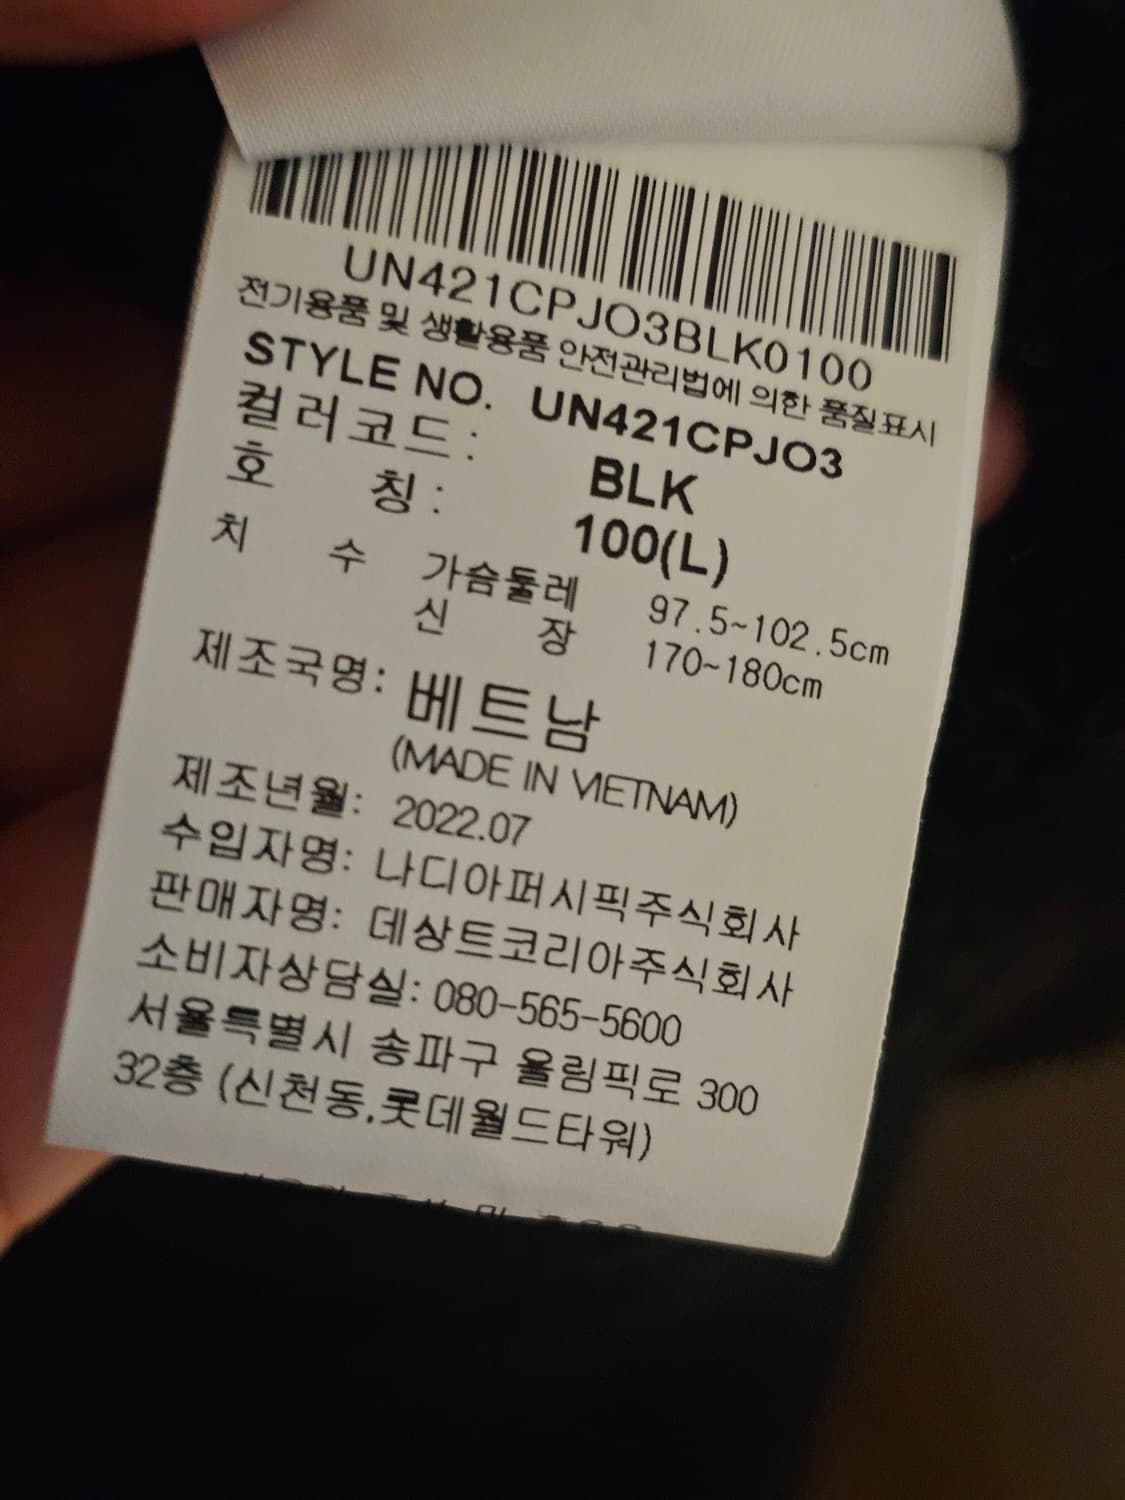 UN421CPJO3BLK0100
전기용품 및 생활용품 안전관리법에 의한 품질표시
STYLE NO. UN421CPJO3
컬러코드: BLK
호 칭: 100(L)
치 수 가슴둘레 97.5~102.5cm
신 장 170~180cm
제조국명: 베트남
(MADE IN VIETNAM)
제조년월: 2022.07
수입자명: 나디아퍼시픽주식회사
판매자명: 데상트코리아주식회사
소비자상담실: 080-565-5600
서울특별시 송파구 올림픽로 300
32층 (신천동,롯데월드타워)